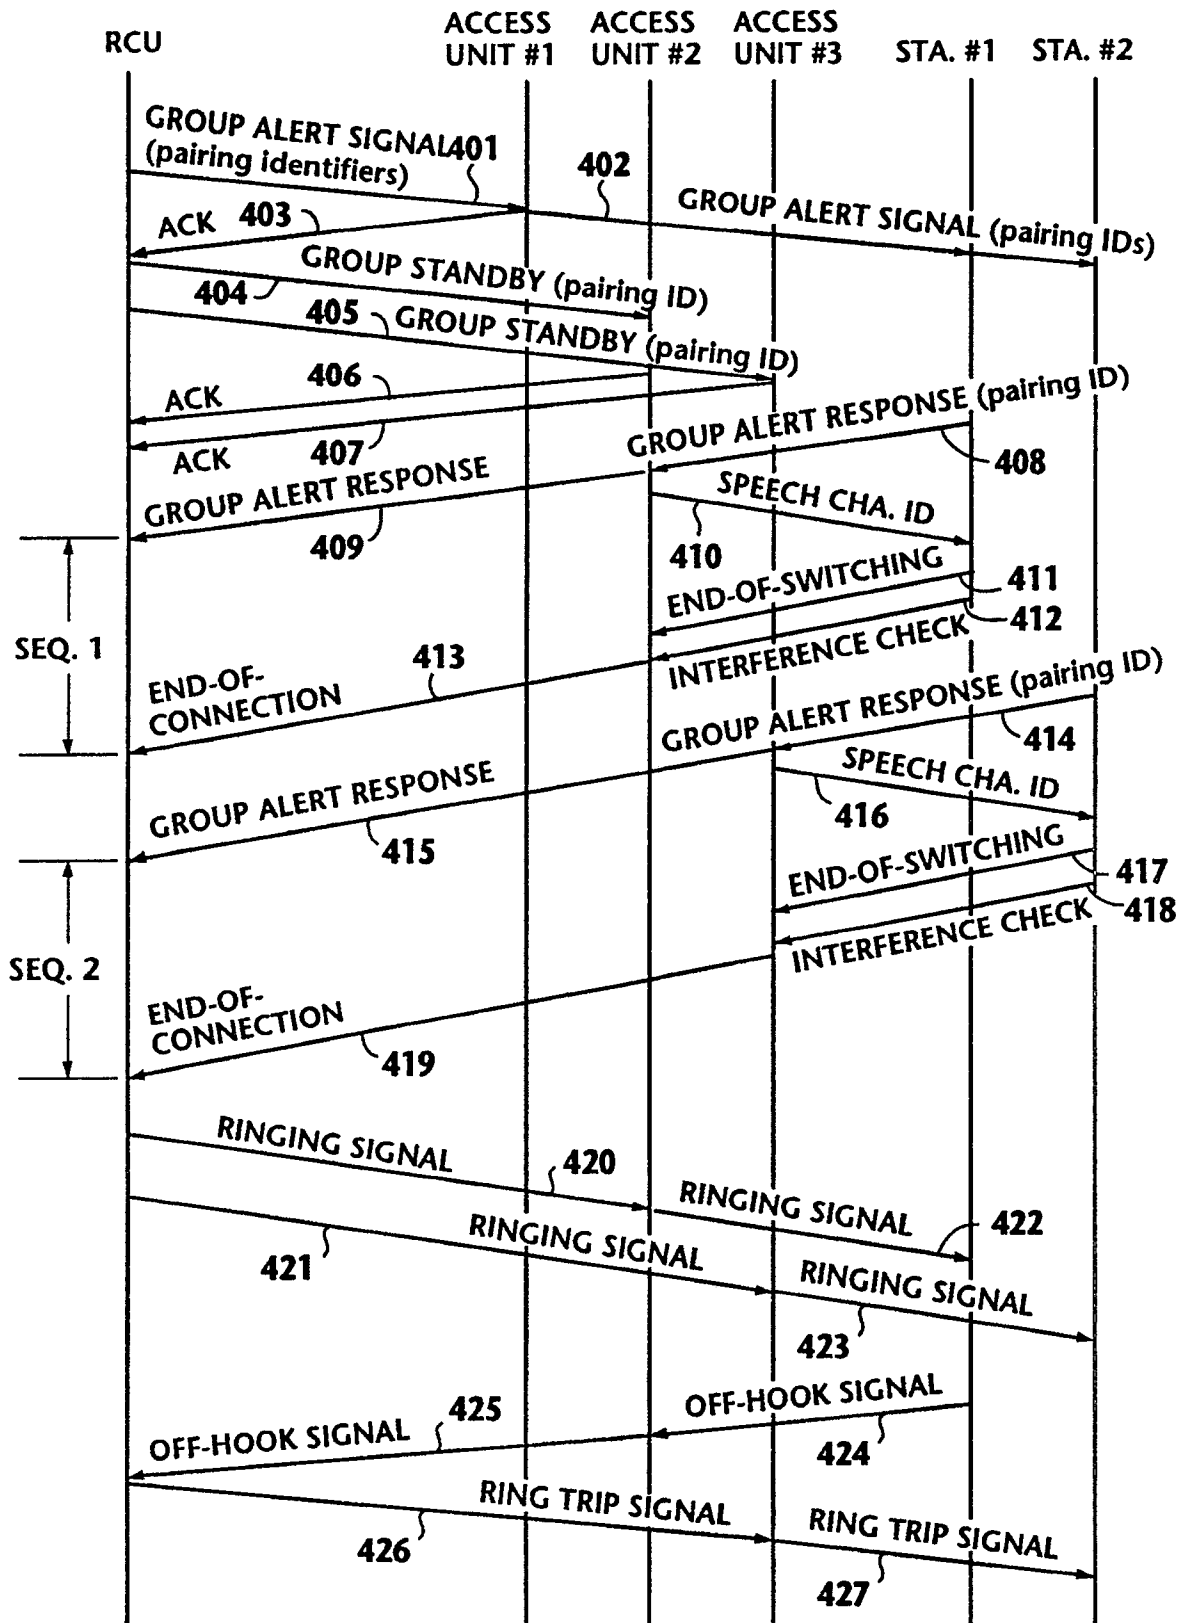 RCU
ACCESS
UNIT #1
ACCESS
UNIT #2
ACCESS
UNIT #3
STA. #1
STA. #2
GROUP ALERT SIGNAL
(pairing identifiers)
401
402
GROUP ALERT SIGNAL (pairing IDs)
ACK
403
GROUP STANDBY (pairing ID)
404
405
GROUP STANDBY (pairing ID)
406
ACK
ACK
407
GROUP ALERT RESPONSE (pairing ID)
408
GROUP ALERT RESPONSE
409
SPEECH CHA. ID
410
END-OF-SWITCHING
411
412
INTERFERENCE CHECK
SEQ. 1
END-OF-
CONNECTION
413
GROUP ALERT RESPONSE (pairing ID)
414
GROUP ALERT RESPONSE
415
SPEECH CHA. ID
416
END-OF-SWITCHING
417
418
INTERFERENCE CHECK
SEQ. 2
END-OF-
CONNECTION
419
RINGING SIGNAL
420
RINGING SIGNAL
422
421
RINGING SIGNAL
RINGING SIGNAL
423
OFF-HOOK SIGNAL
424
OFF-HOOK SIGNAL
425
RING TRIP SIGNAL
426
RING TRIP SIGNAL
427